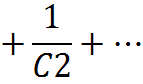 + 1/C2 + ⋯